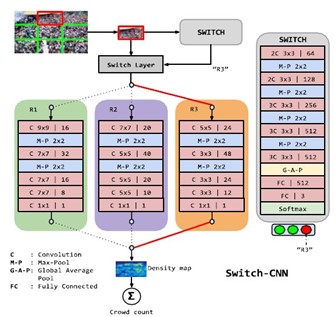 SWITCH
SWITCH
Switch Layer
"R3"
2C 3x3 | 64
M-P 2x2
2C 3x3 | 128
M-P 2x2
3C 3x3 | 256
M-P 2x2
3C 3x3 | 512
M-P 2x2
3C 3x3 | 512
G-A-P
FC | 512
FC | 3
Softmax
"R3"
R1
C 9x9 | 16
M-P 2x2
C 7x7 | 32
M-P 2x2
C 7x7 | 16
C 7x7 | 8
C 1x1 | 1
R2
C 7x7 | 20
M-P 2x2
C 5x5 | 40
M-P 2x2
C 5x5 | 20
C 5x5 | 10
C 1x1 | 1
R3
C 5x5 | 24
M-P 2x2
C 3x3 | 48
M-P 2x2
C 3x3 | 24
C 3x3 | 12
C 1x1 | 1
C : Convolution
M-P : Max-Pool
G-A-P: Global Average
Pool
FC : Fully Connected
Density map
Σ
Crowd count
Switch-CNN